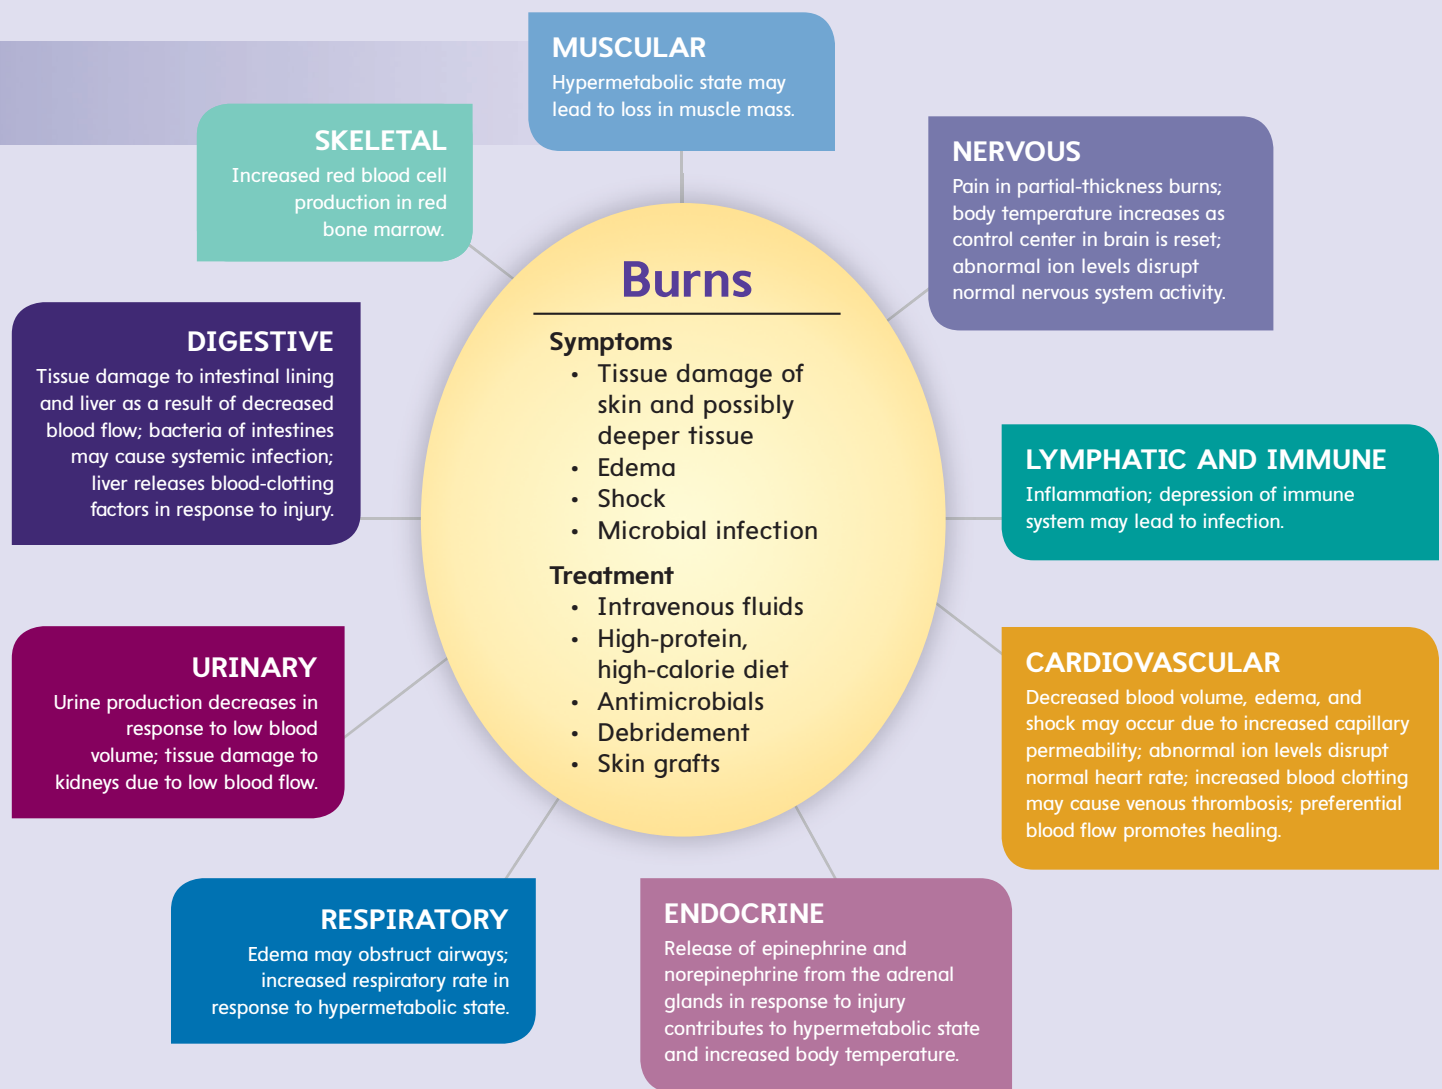 MUSCULAR
Hypermetabolic state may
lead to loss in muscle mass.
SKELETAL
Increased red blood cell
production in red
bone marrow.
NERVOUS
Pain in partial-thickness burns;
body temperature increases as
control center in brain is reset;
abnormal ion levels disrupt
normal nervous system activity.
Burns
Symptoms
• Tissue damage of
skin and possibly
deeper tissue
• Edema
• Shock
• Microbial infection
Treatment
• Intravenous fluids
• High-protein,
high-calorie diet
• Antimicrobials
• Debridement
• Skin grafts
DIGESTIVE
Tissue damage to intestinal lining
and liver as a result of decreased
blood flow; bacteria of intestines
may cause systemic infection;
liver releases blood-clotting
factors in response to injury.
LYMPHATIC AND IMMUNE
Inflammation; depression of immune
system may lead to infection.
URINARY
Urine production decreases in
response to low blood
volume; tissue damage to
kidneys due to low blood flow.
CARDIOVASCULAR
Decreased blood volume, edema, and
shock may occur due to increased capillary
permeability; abnormal ion levels disrupt
normal heart rate; increased blood clotting
may cause venous thrombosis; preferential
blood flow promotes healing.
RESPIRATORY
Edema may obstruct airways;
increased respiratory rate in
response to hypermetabolic state.
ENDOCRINE
Release of epinephrine and
norepinephrine from the adrenal
glands in response to injury
contributes to hypermetabolic state
and increased body temperature.